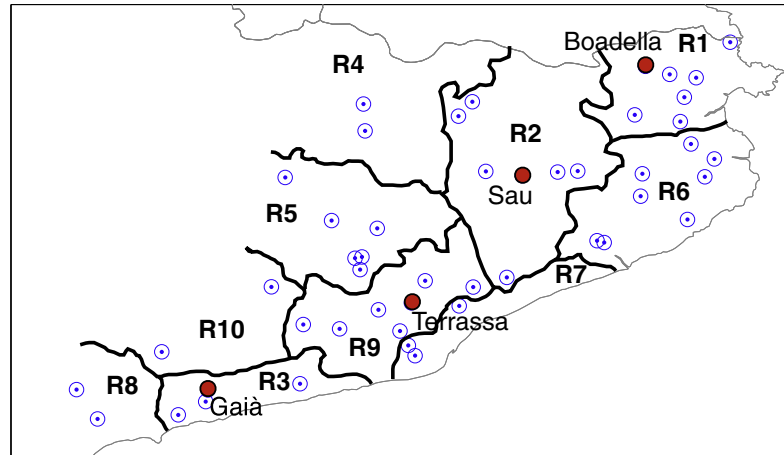 Boadella
R1
R4
R2
R6
Sau
R5
R7
R10
Terrassa
R9
R8
R3
Gaià